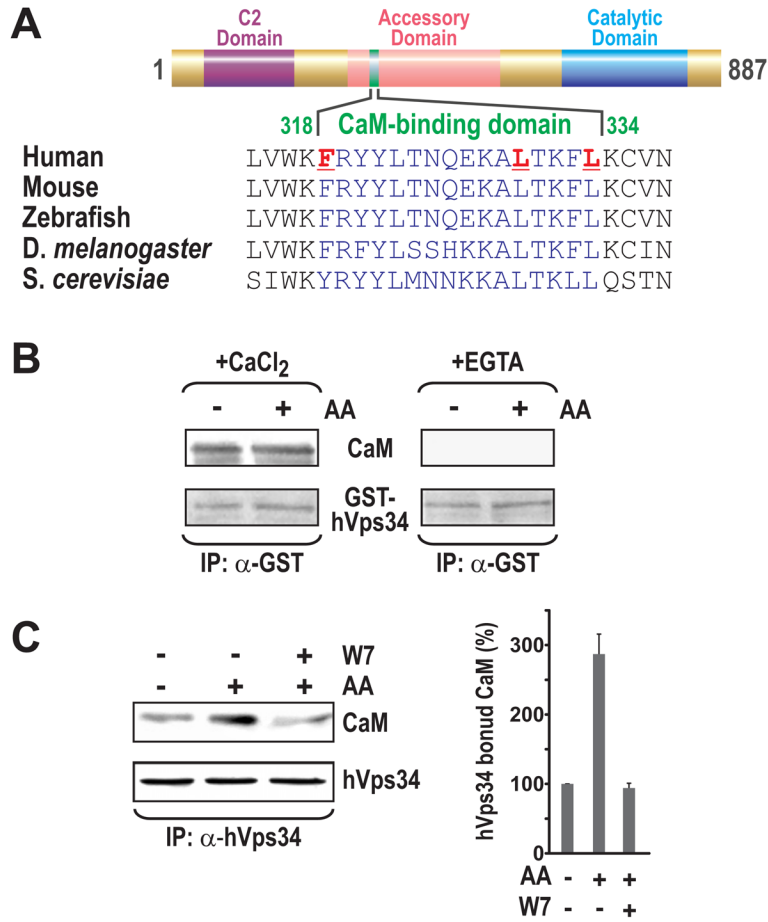 A
C2 Domain
Accessory Domain
Catalytic Domain
1
887
318
CaM-binding domain
334
Human LVWKFRYYLTNQEKALTKFLKCVN
Mouse LVWKFRYYLTNQEKALTKFLKCVN
Zebrafish LVWKFRYYLTNQEKALTKFLKCVN
D. melanogaster LVWKFRFYLSSHKKALTKFLKCIN
S. cerevisiae SIWKYRYYLMNNKKALTKLLQSTN
B
+CaCl2
+EGTA
- + AA
- + AA
CaM
GST-
hVps34
IP: α-GST
IP: α-GST
C
- - + W7
- + + AA
CaM
hVps34
IP: α-hVps34
hVps34 bonud CaM (%)
300
200
100
0
AA - + +
W7 - - +